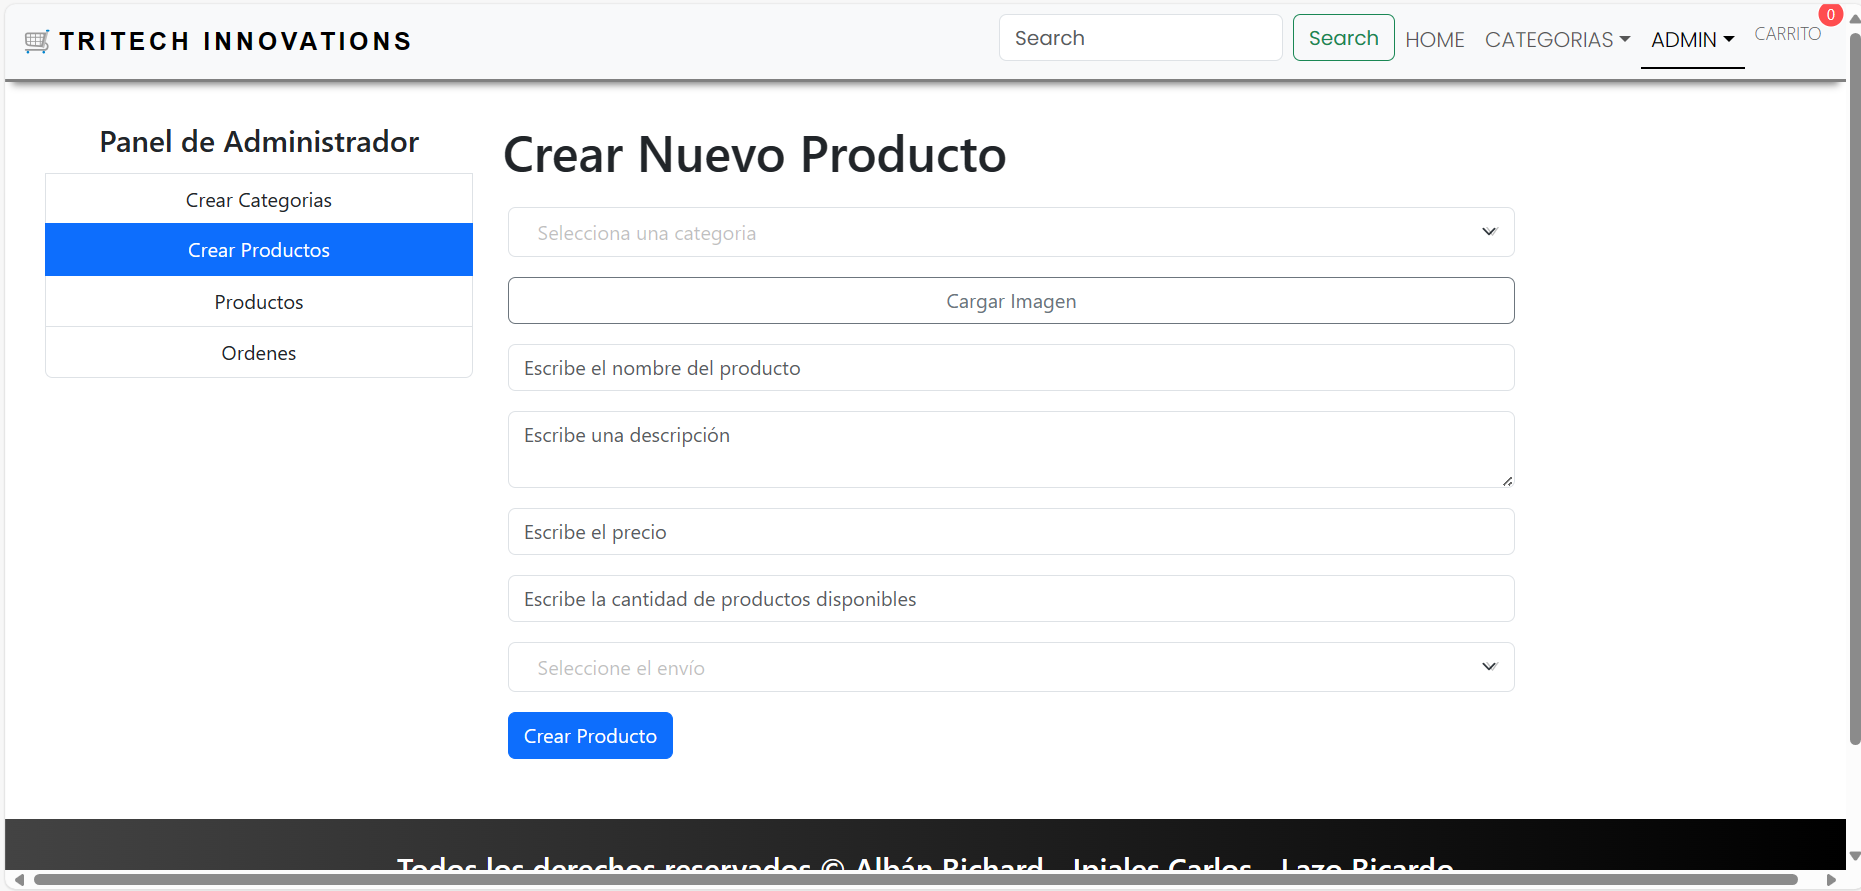 TRITECH INNOVATIONS
Search
Search
HOME
CATEGORIAS
ADMIN
CARRITO
0
Panel de Administrador
Crear Categorias
Crear Productos
Productos
Ordenes
Crear Nuevo Producto
Selecciona una categoria
Cargar Imagen
Escribe el nombre del producto
Escribe una descripción
Escribe el precio
Escribe la cantidad de productos disponibles
Seleccione el envío
Crear Producto
Todos los derechos reservados © Albán Richard - Ipiales Carlos - Lazo Ricardo